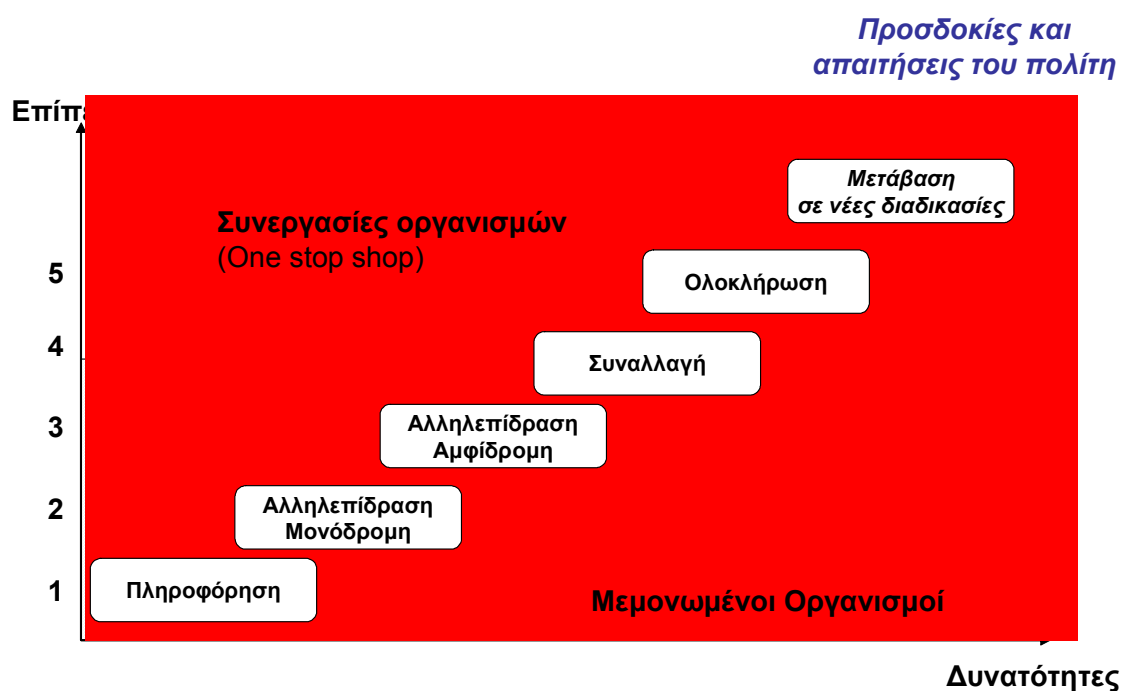 Προσδοκίες και
απαιτήσεις του πολίτη
Μετάβαση
σε νέες διαδικασίες
Συνεργασίες οργανισμών
(One stop shop)
5
Ολοκλήρωση
4
Συναλλαγή
3
Αλληλεπίδραση
Αμφίδρομη
2
Αλληλεπίδραση
Μονόδρομη
1
Πληροφόρηση
Μεμονωμένοι Οργανισμοί
Δυνατότητες